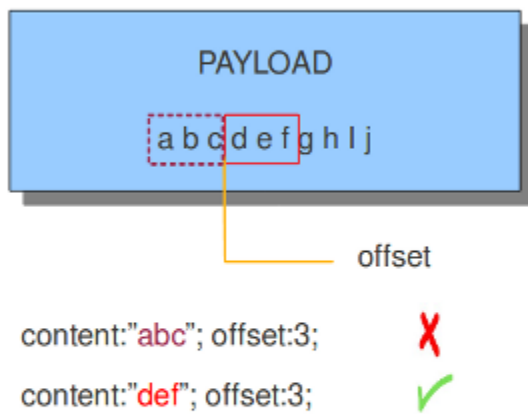 PAYLOAD
a b c d e f g h I j
offset
content:”abc”; offset:3;
content:”def”; offset:3;